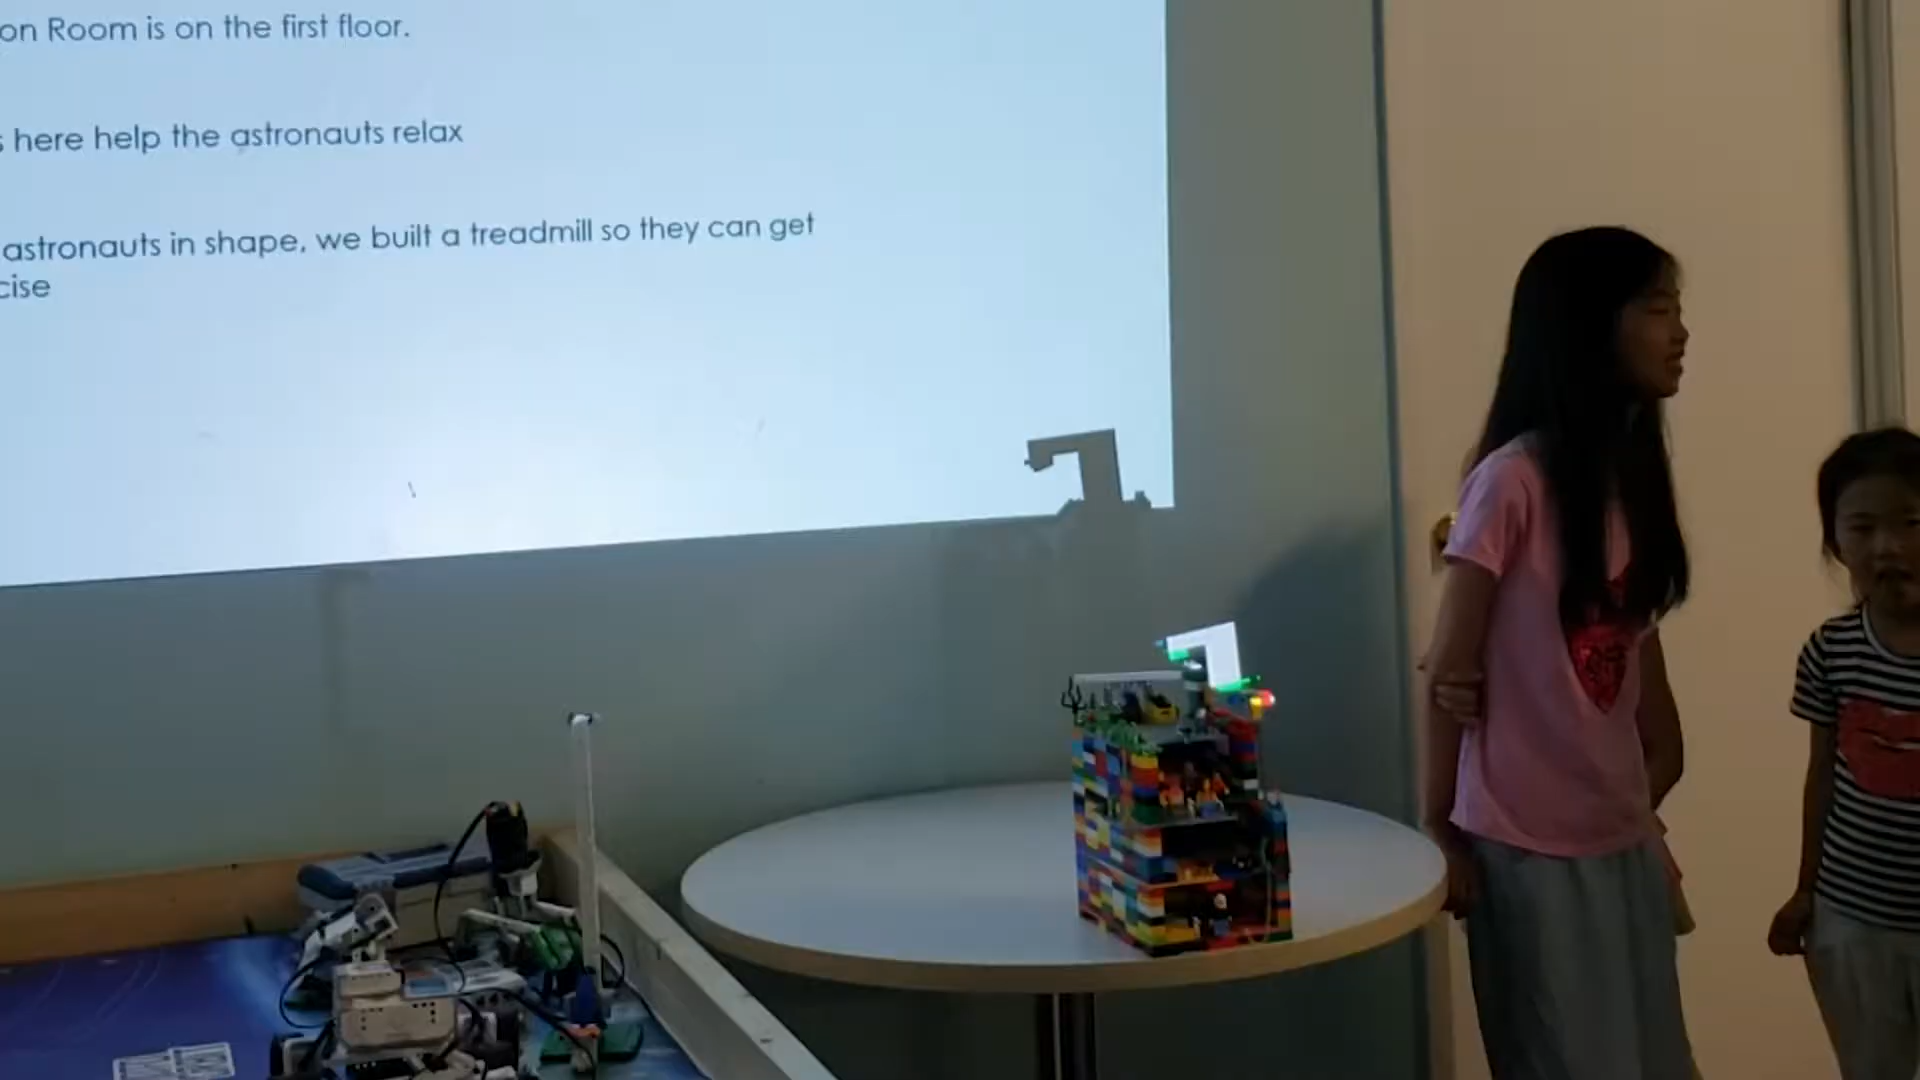 on Room is on the first floor.
s here help the astronauts relax
astronauts in shape, we built a treadmill so they can get
cise